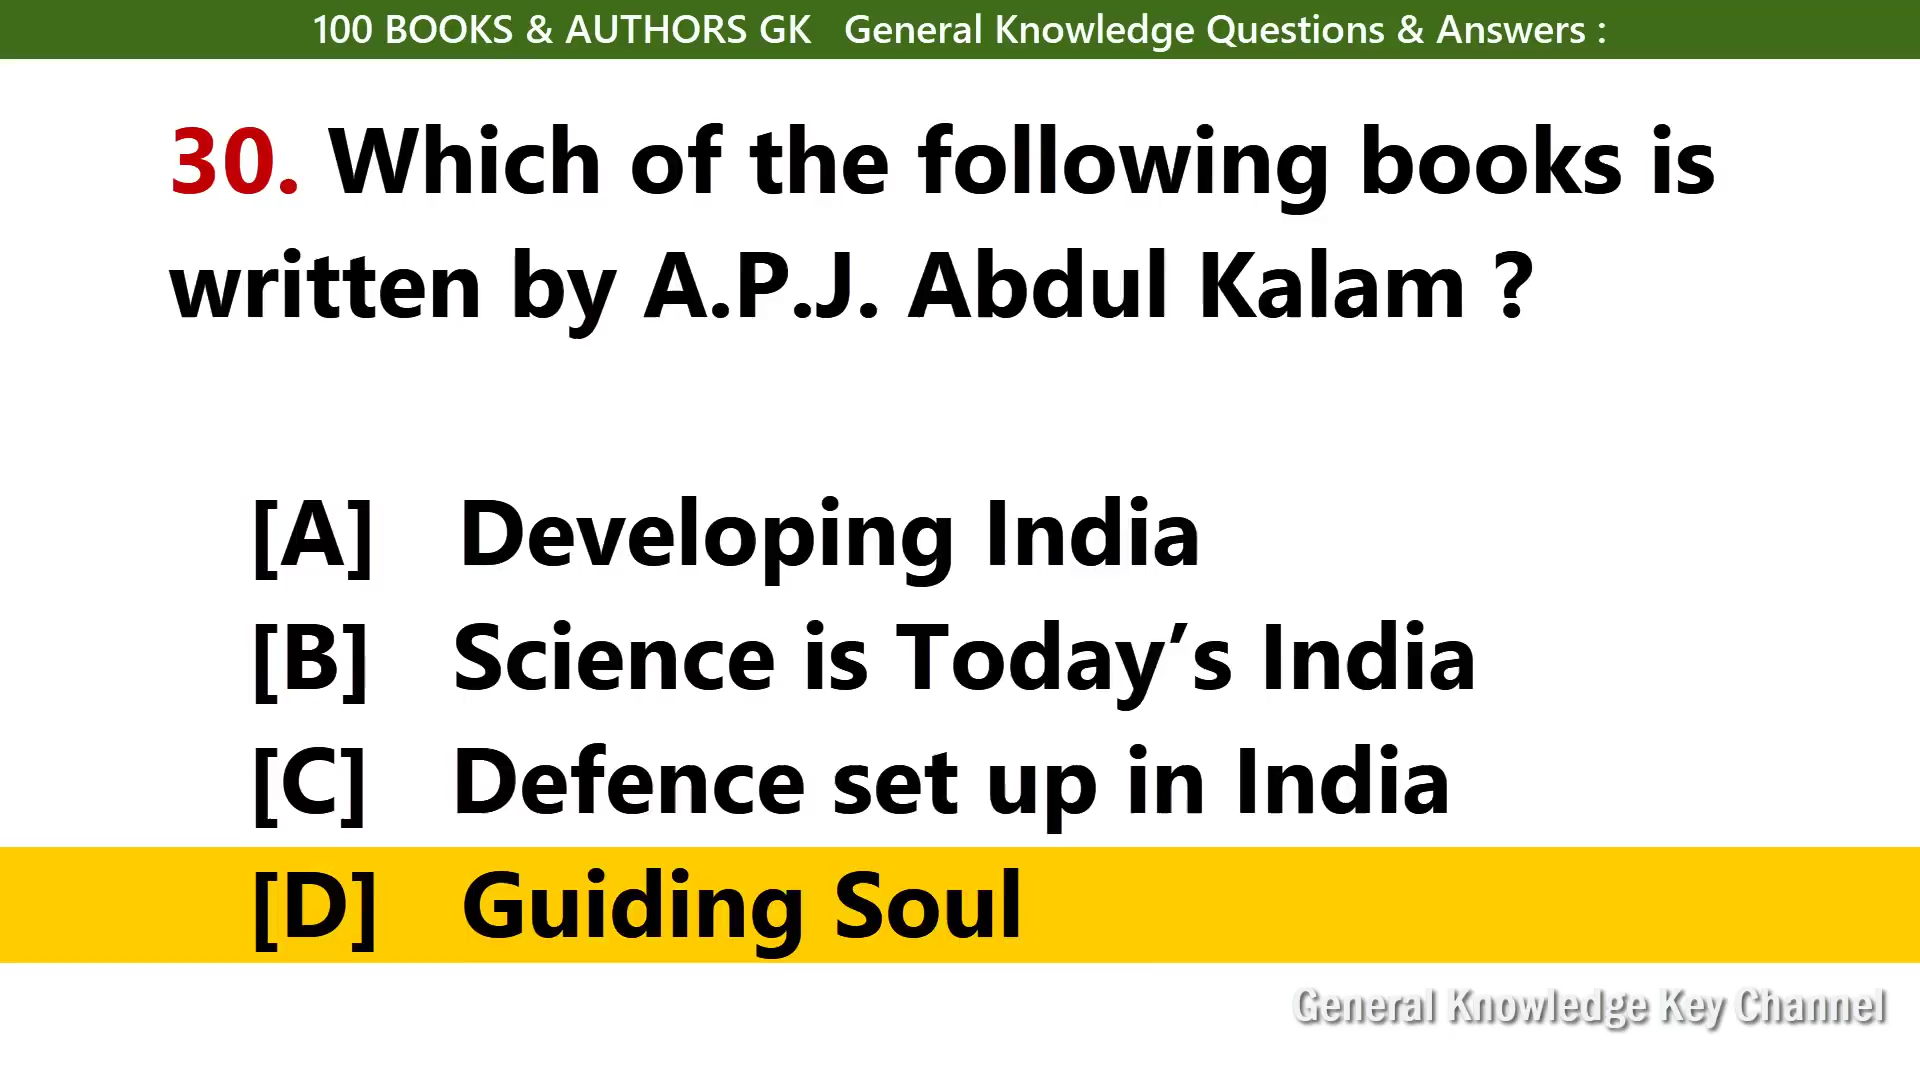 100 BOOKS & AUTHORS GK General Knowledge Questions & Answers :
30. Which of the following books is
written by A.P.J. Abdul Kalam ?
[A] Developing India
[B] Science is Today’s India
[C] Defence set up in India
[D] Guiding Soul
General Knowledge Key Channel